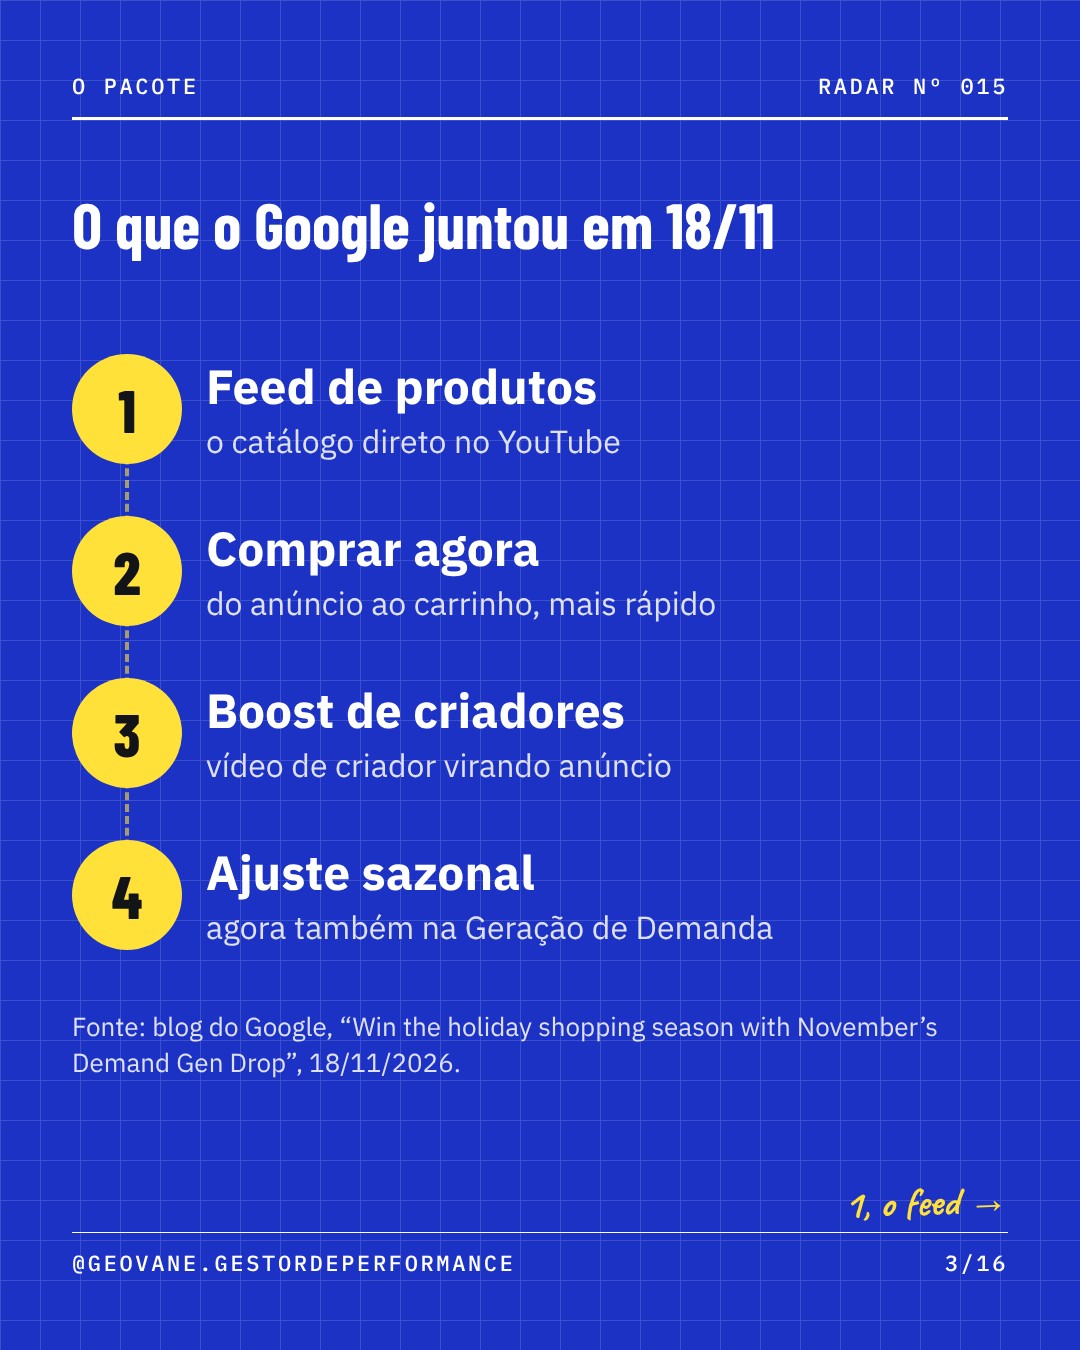 O PACOTE
RADAR Nº 015
O que o Google juntou em 18/11
1
Feed de produtos
o catálogo direto no YouTube
2
Comprar agora
do anúncio ao carrinho, mais rápido
3
Boost de criadores
vídeo de criador virando anúncio
4
Ajuste sazonal
agora também na Geração de Demanda
Fonte: blog do Google, “Win the holiday shopping season with November’s
Demand Gen Drop”, 18/11/2026.
1, o feed →
@GEOVANE.GESTORDEPERFORMANCE
3/16